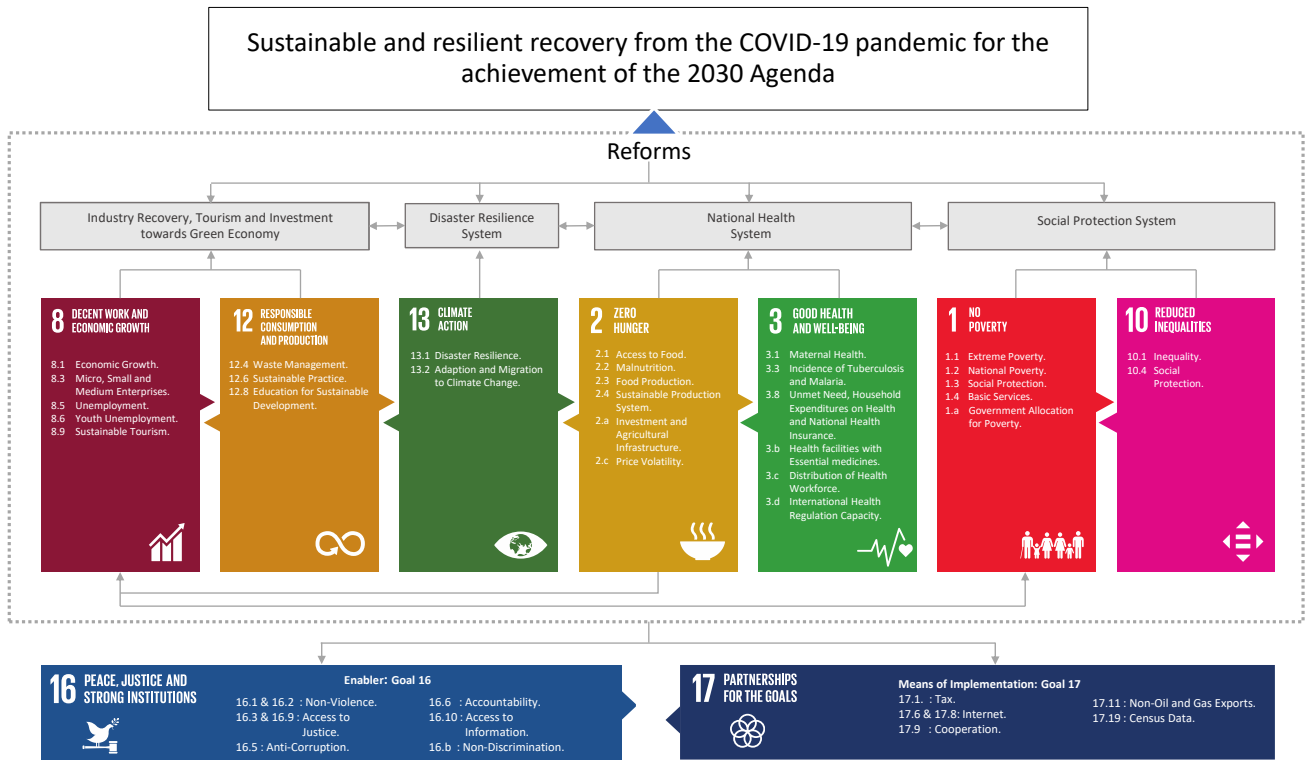 Sustainable and resilient recovery from the COVID-19 pandemic for the
achievement of the 2030 Agenda
Reforms
Industry Recovery, Tourism and Investment
towards Green Economy
Disaster Resilience
System
National Health
System
Social Protection System
8 DECENT WORK AND
ECONOMIC GROWTH
8.1 Economic Growth.
8.3 Micro, Small and
Medium Enterprises.
8.5 Unemployment.
8.6 Youth Unemployment.
8.9 Sustainable Tourism.
12 RESPONSIBLE
CONSUMPTION
AND PRODUCTION
12.4 Waste Management.
12.6 Sustainable Practice.
12.8 Education for Sustainable
Development.
13 CLIMATE
ACTION
13.1 Disaster Resilience.
13.2 Adaption and Migration
to Climate Change.
2 ZERO
HUNGER
2.1 Access to Food.
2.2 Malnutrition.
2.3 Food Production.
2.4 Sustainable Production
System.
2.a Investment and
Agricultural
Infrastructure.
2.c Price Volatility.
3 GOOD HEALTH
AND WELL-BEING
3.1 Maternal Health.
3.3 Incidence of Tuberculosis
and Malaria.
3.8 Unmet Need, Household
Expenditures on Health
and National Health
Insurance.
3.b Health facilities with
Essential medicines.
3.c Distribution of Health
Workforce.
3.d International Health
Regulation Capacity.
1 NO
POVERTY
1.1 Extreme Poverty.
1.2 National Poverty.
1.3 Social Protection.
1.4 Basic Services.
1.a Government Allocation
for Poverty.
10 REDUCED
INEQUALITIES
10.1 Inequality.
10.4 Social
Protection.
16 PEACE, JUSTICE AND
STRONG INSTITUTIONS
Enabler: Goal 16
16.1 & 16.2 : Non-Violence.
16.3 & 16.9 : Access to
Justice.
16.5 : Anti-Corruption.
16.6 : Accountability.
16.10 : Access to
Information.
16.b : Non-Discrimination.
17 PARTNERSHIPS
FOR THE GOALS
Means of Implementation: Goal 17
17.1. : Tax.
17.6 & 17.8: Internet.
17.9 : Cooperation.
17.11 : Non-Oil and Gas Exports.
17.19 : Census Data.